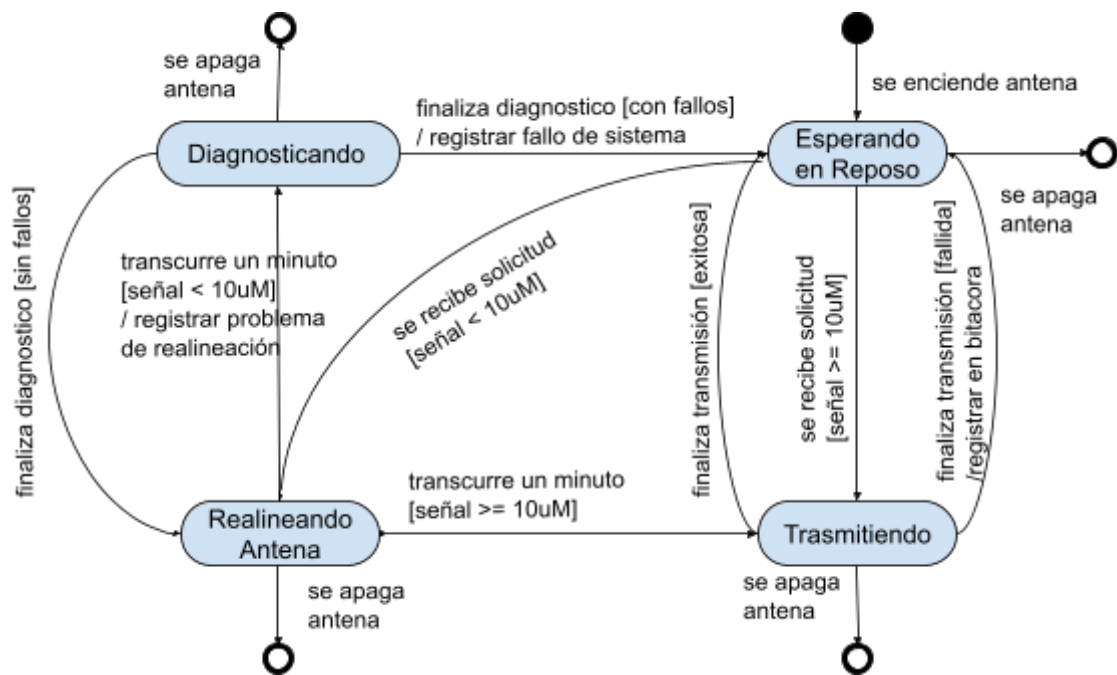 se apaga
antena
se enciende antena
finaliza diagnostico [con fallos]
/ registrar fallo de sistema
Diagnosticando
Esperando
en Reposo
se apaga
antena
finaliza diagnostico [sin fallos]
transcurre un minuto
[señal < 10uM]
/ registrar problema
de realineación
se recibe solicitud
[señal < 10uM]
finaliza transmisión [exitosa]
se recibe solicitud
[señal >= 10uM]
finaliza transmisión [fallida]
/registrar en bitacora
transcurre un minuto
[señal >= 10uM]
Realineando
Antena
Trasmitiendo
se apaga
antena
se apaga
antena